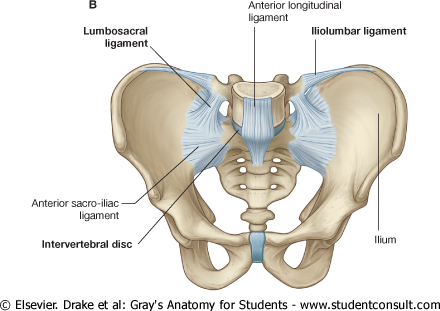 B
Anterior longitudinal
ligament
Lumbosacral
ligament
Iliolumbar ligament
Anterior sacro-iliac
ligament
Intervertebral disc
Ilium
© Elsevier. Drake et al: Gray's Anatomy for Students - www.studentconsult.com